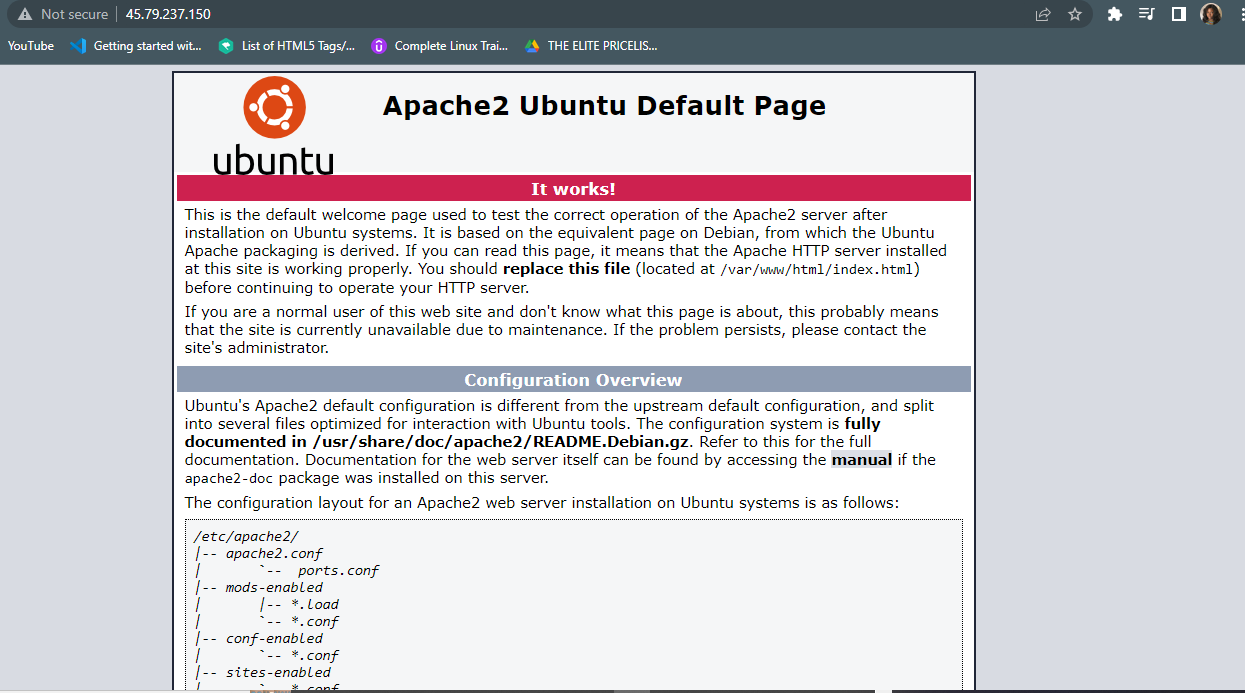 Not secure | 45.79.237.150
YouTube Getting started wit... List of HTML5 Tags/... Complete Linux Trai... THE ELITE PRICELIS...
Apache2 Ubuntu Default Page
ubuntu
It works!
This is the default welcome page used to test the correct operation of the Apache2 server after
installation on Ubuntu systems. It is based on the equivalent page on Debian, from which the Ubuntu
Apache packaging is derived. If you can read this page, it means that the Apache HTTP server installed
at this site is working properly. You should replace this file (located at /var/www/html/index.html)
before continuing to operate your HTTP server.
If you are a normal user of this web site and don't know what this page is about, this probably means
that the site is currently unavailable due to maintenance. If the problem persists, please contact the
site's administrator.
Configuration Overview
Ubuntu's Apache2 default configuration is different from the upstream default configuration, and split
into several files optimized for interaction with Ubuntu tools. The configuration system is fully
documented in /usr/share/doc/apache2/README.Debian.gz. Refer to this for the full
documentation. Documentation for the web server itself can be found by accessing the manual if the
apache2-doc package was installed on this server.
The configuration layout for an Apache2 web server installation on Ubuntu systems is as follows:
/etc/apache2/
|-- apache2.conf
|       `--  ports.conf
|-- mods-enabled
|       |-- *.load
|       `-- *.conf
|-- conf-enabled
|       `-- *.conf
|-- sites-enabled
|       `-- *.conf